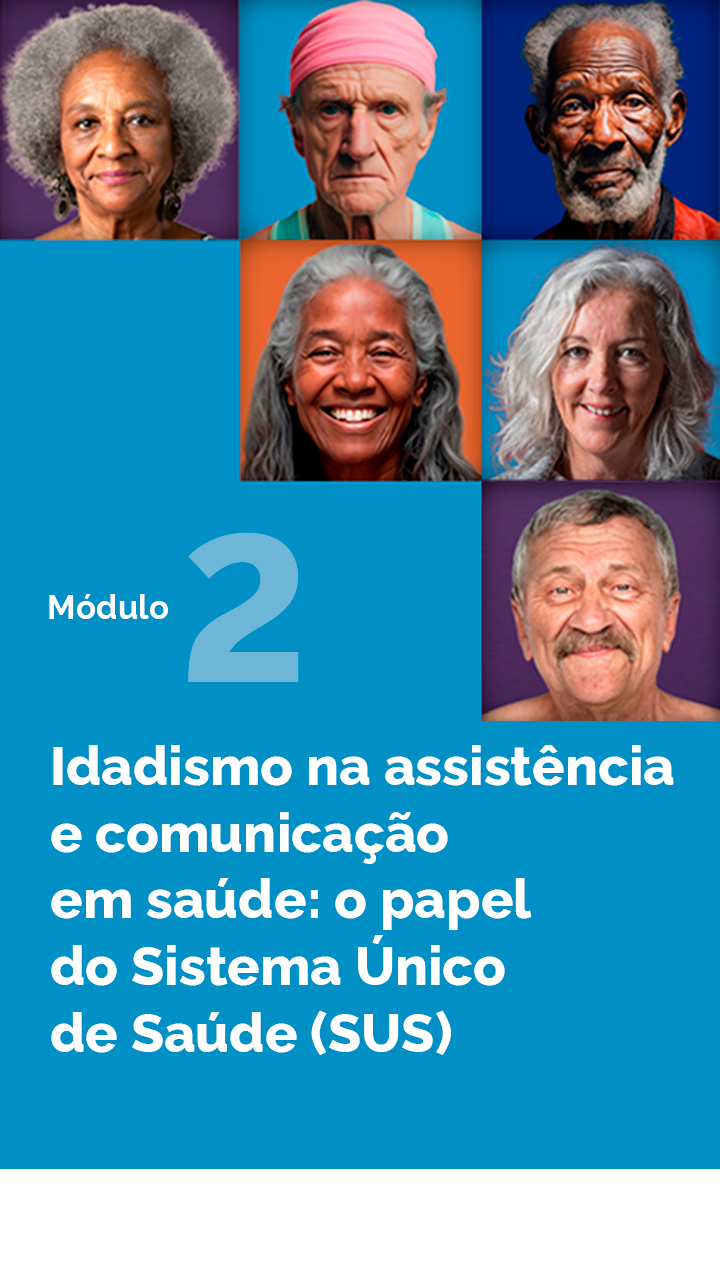 Módulo 2
Idadismo na assistência
e comunicação
em saúde: o papel
do Sistema Único
de Saúde (SUS)